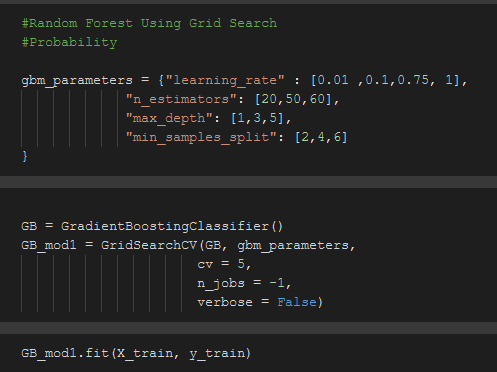 #Random Forest Using Grid Search
#Probability
gbm_parameters = {"learning_rate" : [0.01 ,0.1,0.75, 1],
"n_estimators": [20,50,60],
"max_depth": [1,3,5],
"min_samples_split": [2,4,6]
}
GB = GradientBoostingClassifier()
GB_mod1 = GridSearchCV(GB, gbm_parameters,
cv = 5,
n_jobs = -1,
verbose = False)
GB_mod1.fit(X_train, y_train)